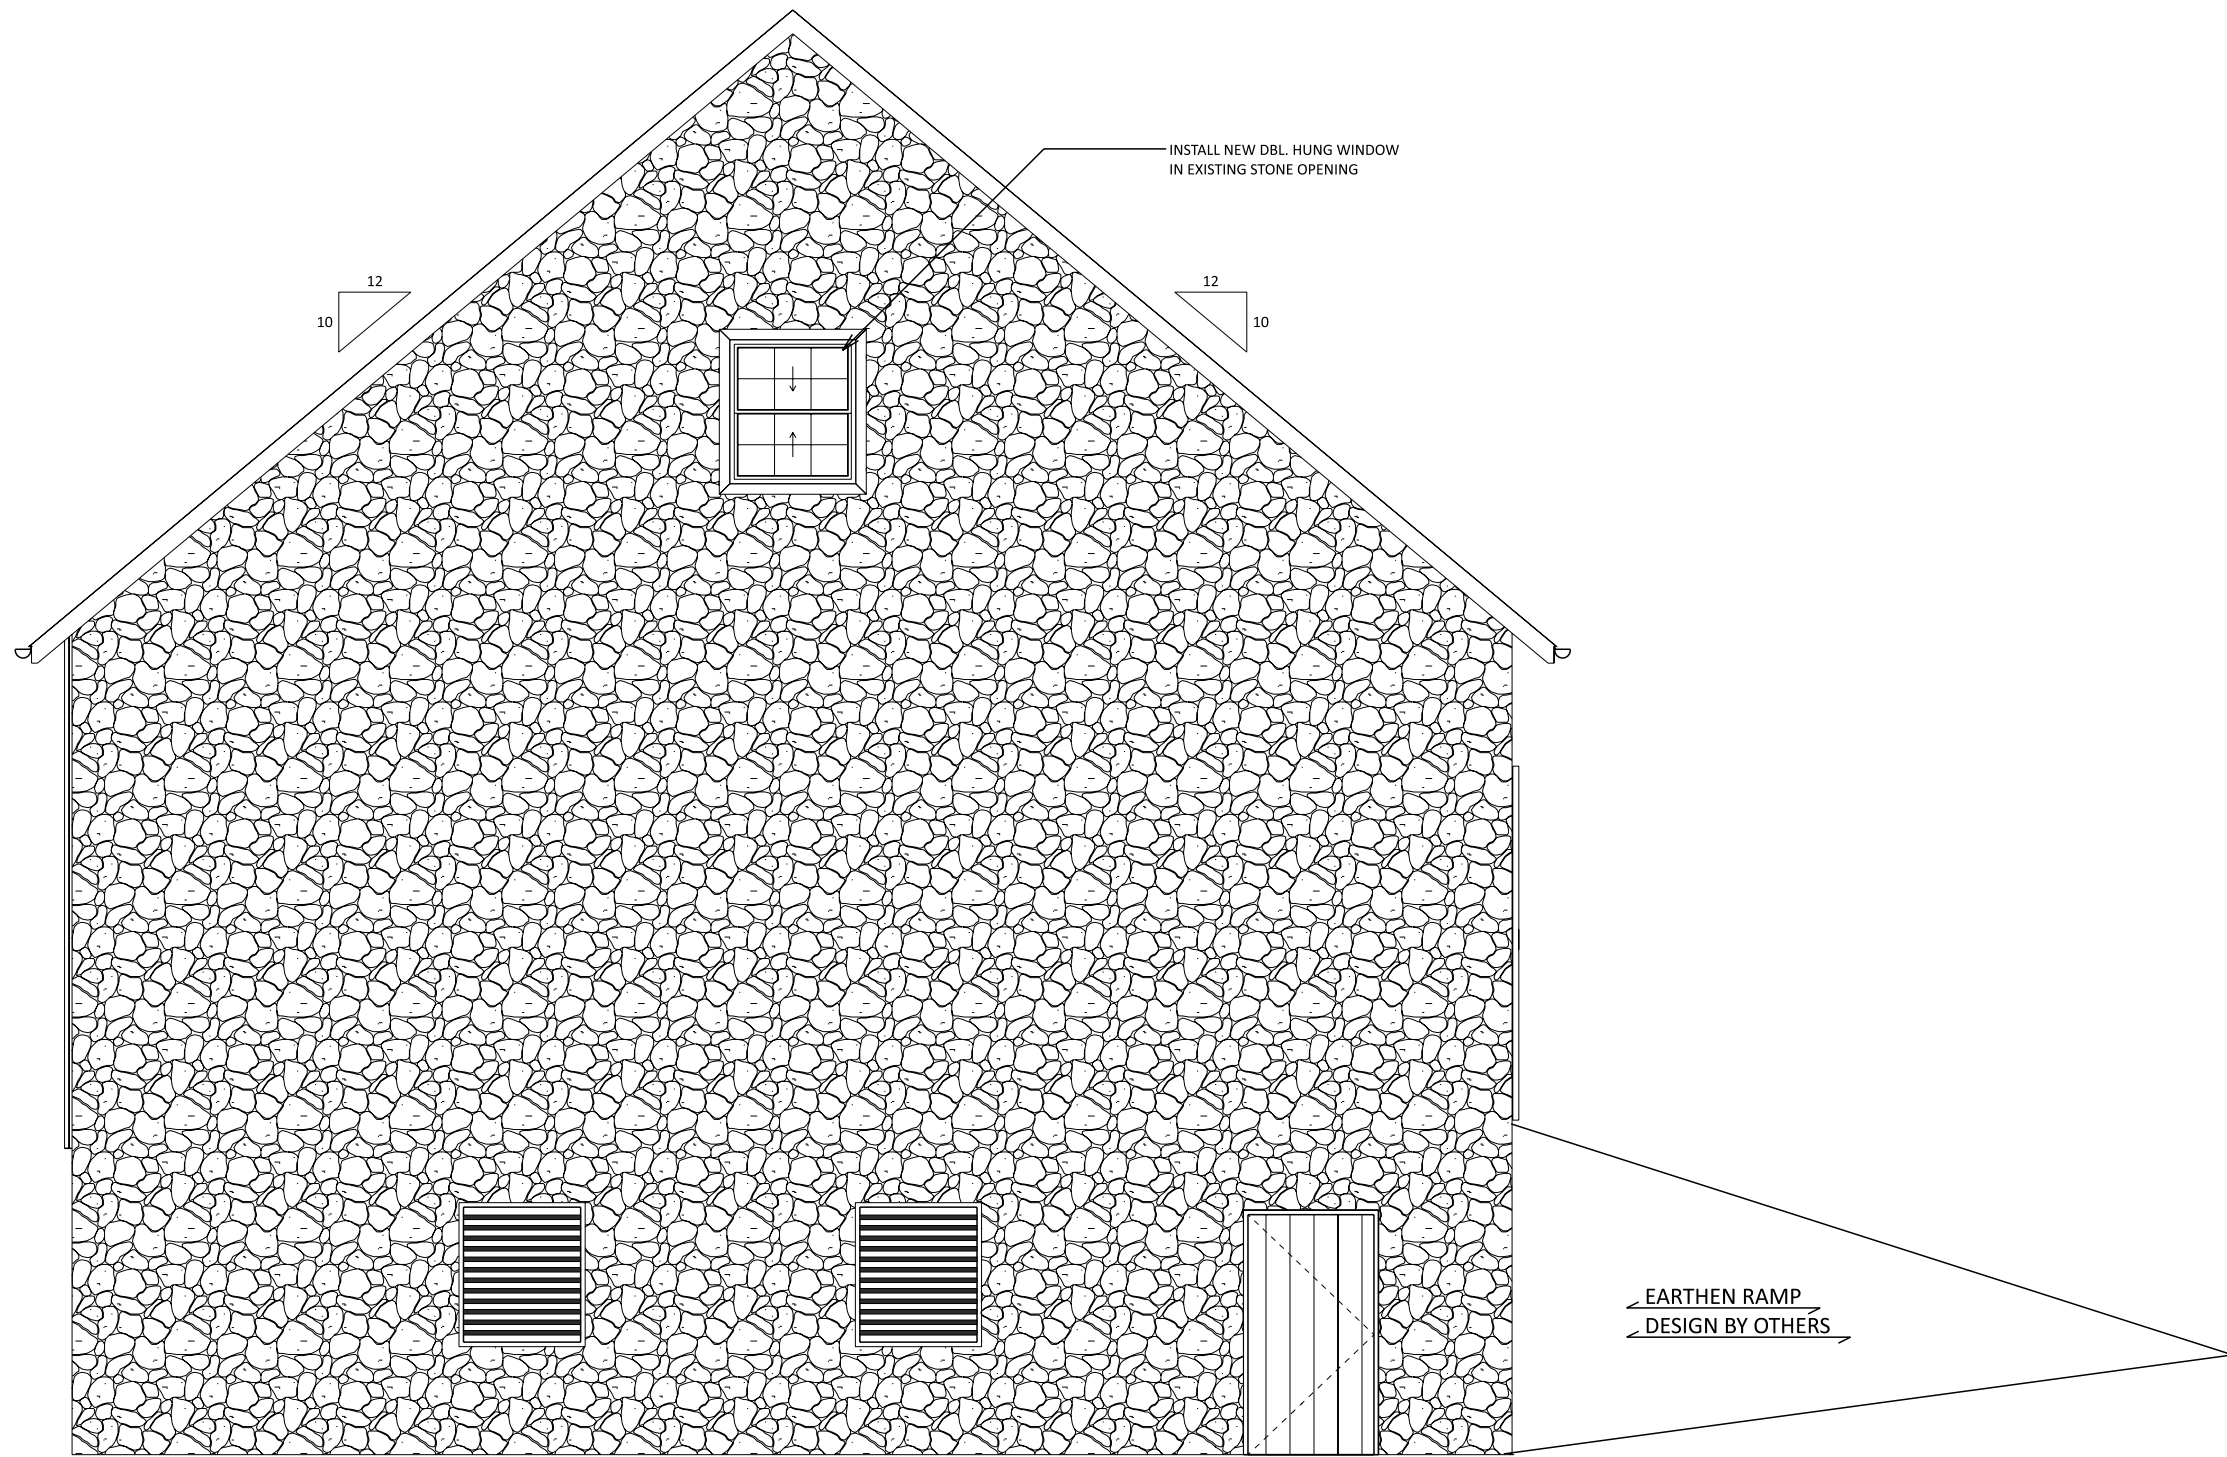 INSTALL NEW DBL. HUNG WINDOW
IN EXISTING STONE OPENING
12
10
12
10
EARTHEN RAMP
DESIGN BY OTHERS